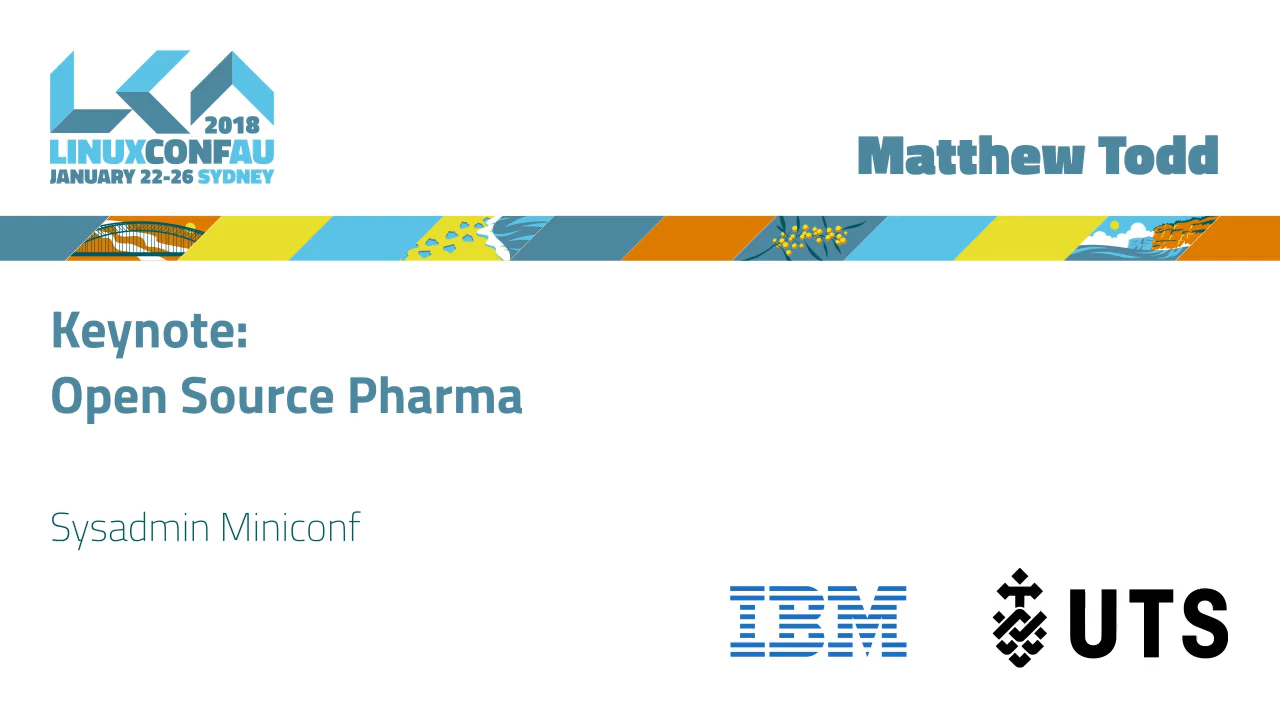 2018
LINUXCONFAU
JANUARY 22-26 SYDNEY
Matthew Todd
Keynote:
Open Source Pharma
Sysadmin Miniconf
IBM
UTS